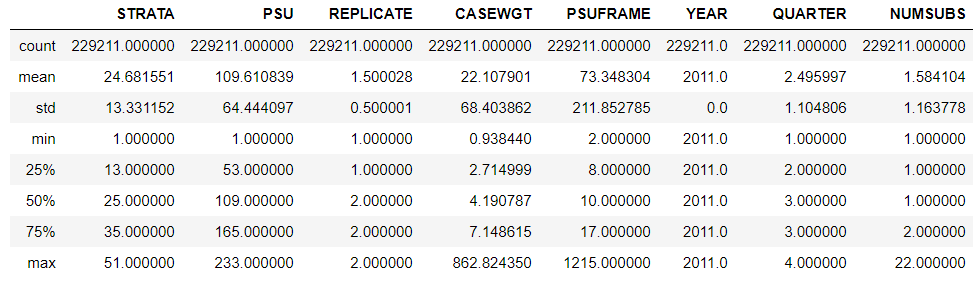 STRATA PSU REPLICATE CASEWGT PSUFRAME YEAR QUARTER NUMSUBS
count 229211.000000 229211.000000 229211.000000 229211.000000 229211.000000 229211.0 229211.000000 229211.000000
mean 24.681551 109.610839 1.500028 22.107901 73.348304 2011.0 2.495997 1.584104
std 13.331152 64.444097 0.500001 68.403862 211.852785 0.0 1.104806 1.163778
min 1.000000 1.000000 1.000000 0.938440 2.000000 2011.0 1.000000 1.000000
25% 13.000000 53.000000 1.000000 2.714999 8.000000 2011.0 2.000000 1.000000
50% 25.000000 109.000000 2.000000 4.190787 10.000000 2011.0 3.000000 1.000000
75% 35.000000 165.000000 2.000000 7.148615 17.000000 2011.0 3.000000 2.000000
max 51.000000 233.000000 2.000000 862.824350 1215.000000 2011.0 4.000000 22.000000